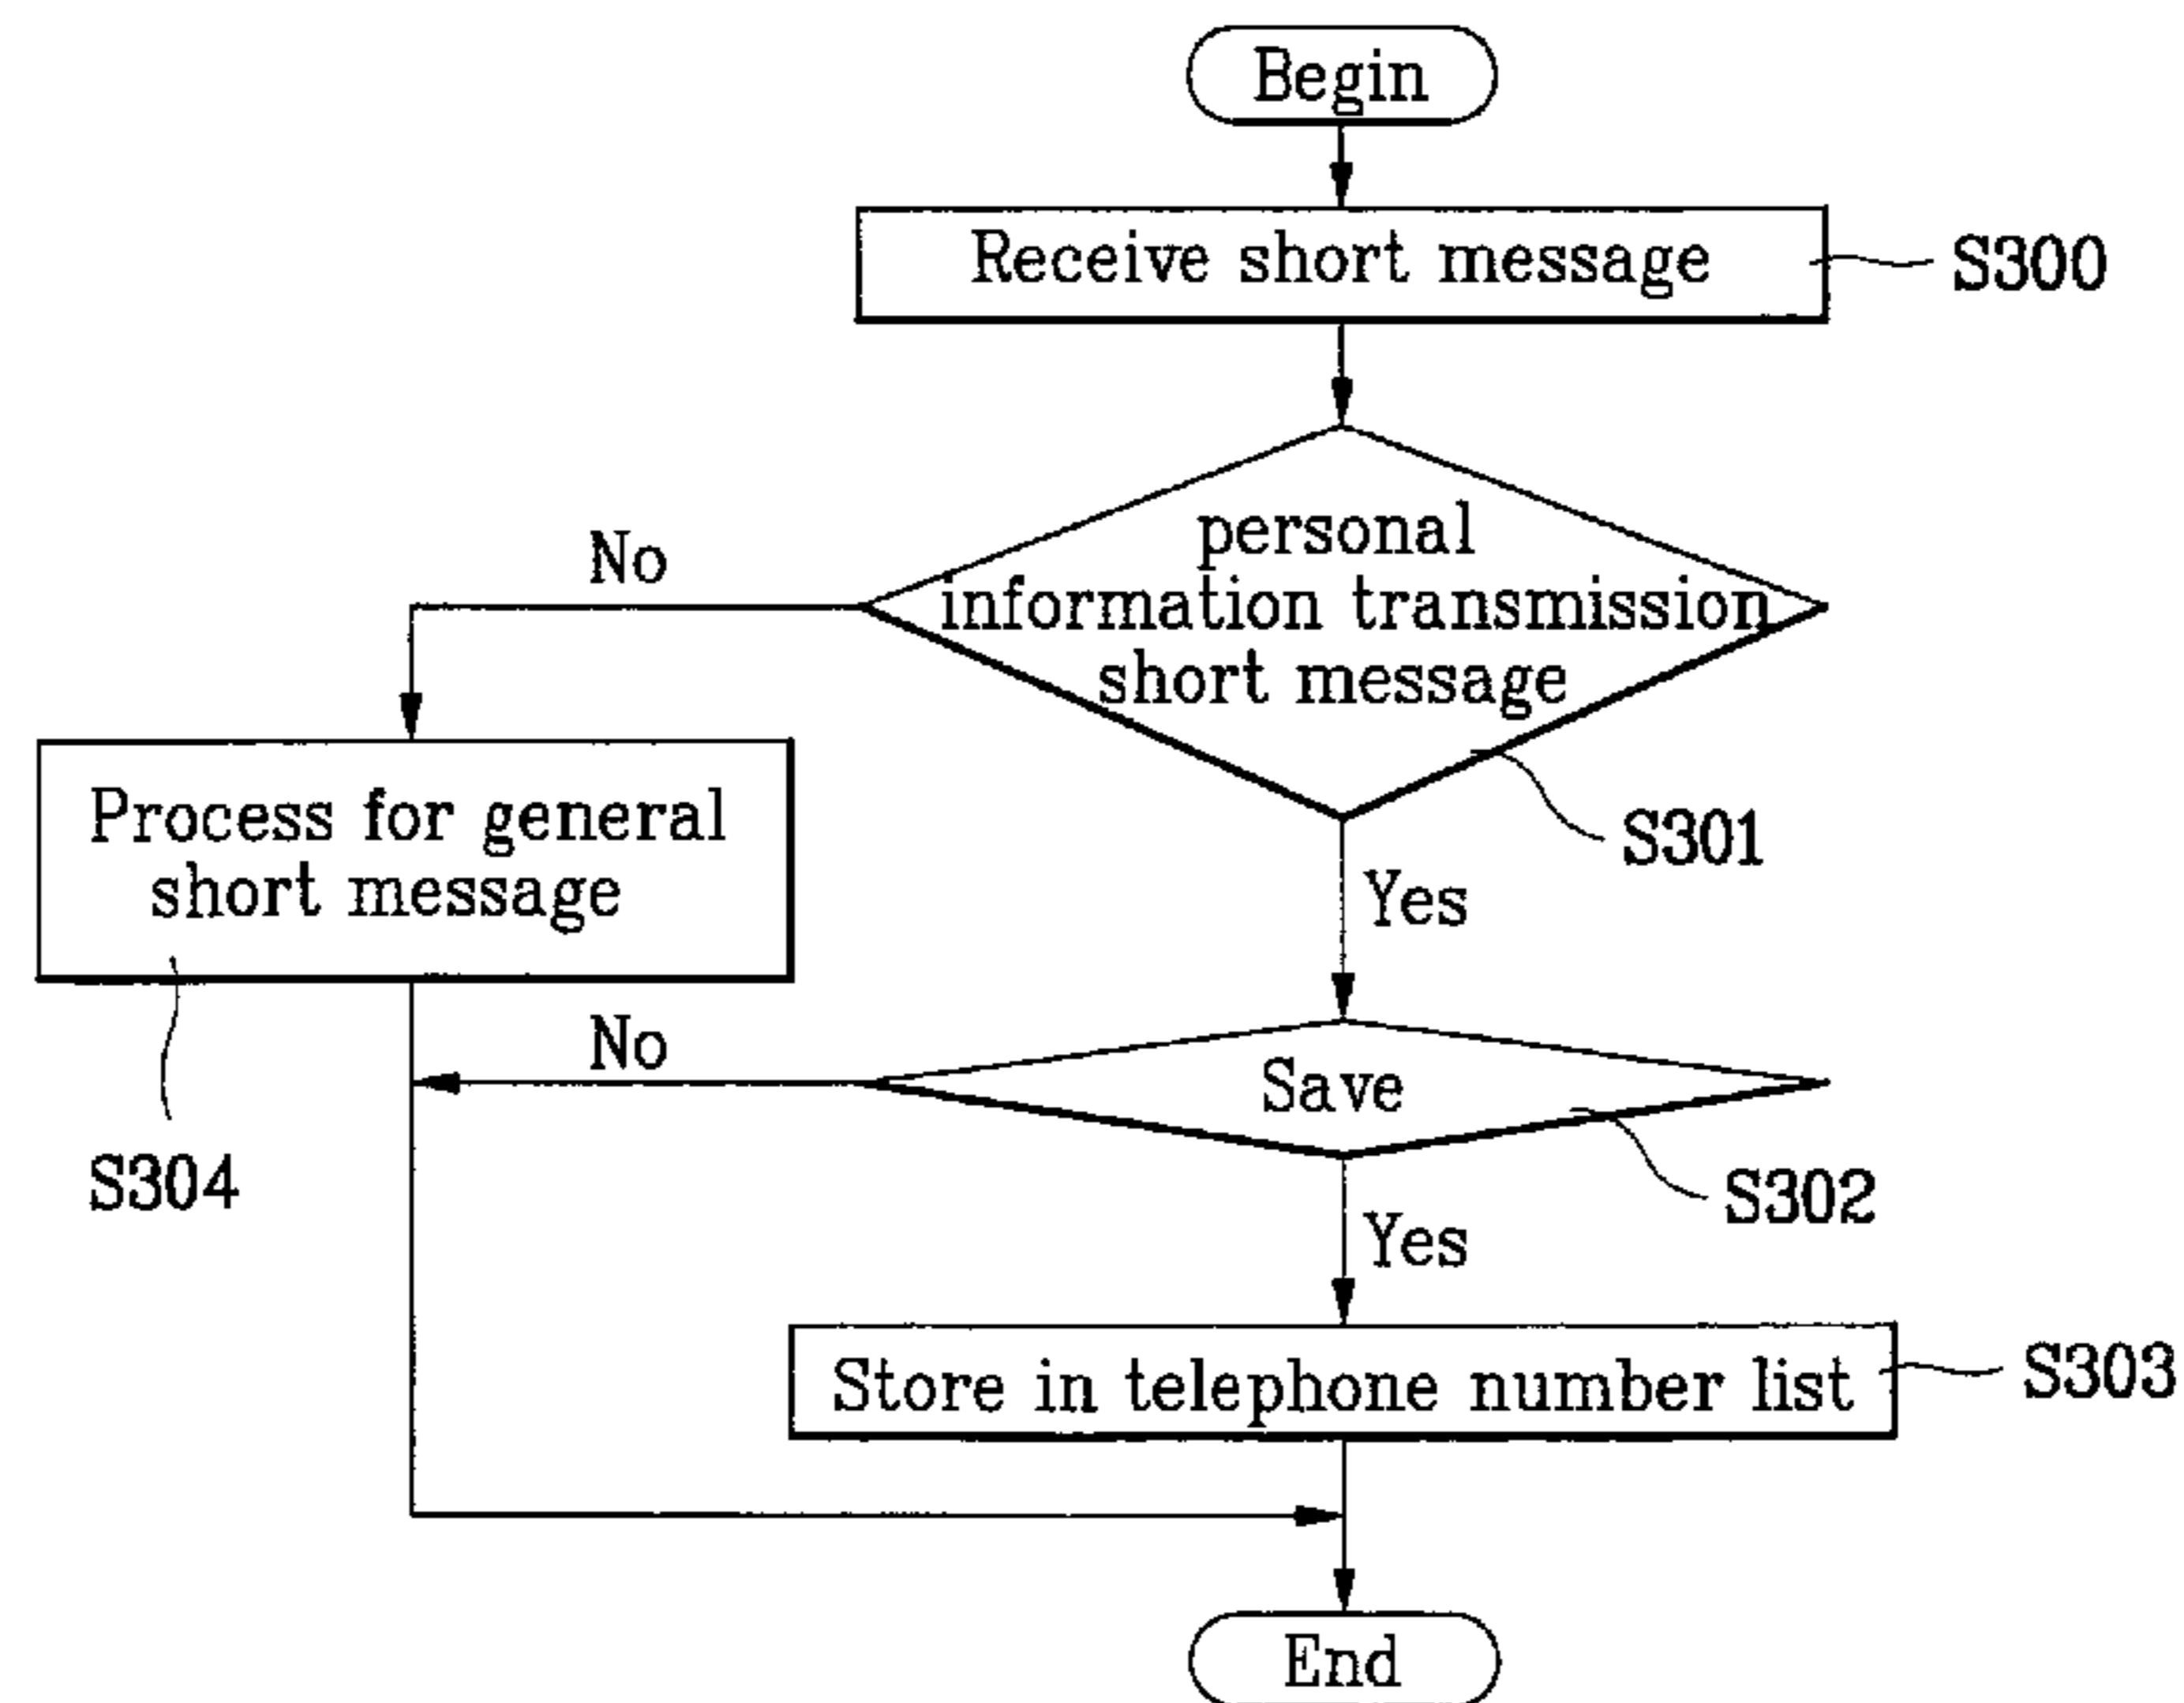 Begin
Receive short message
S300
personal
information transmission
short message
No
S301
Yes
Process for general
short message
S304
No
Save
S302
Yes
Store in telephone number list
S303
End